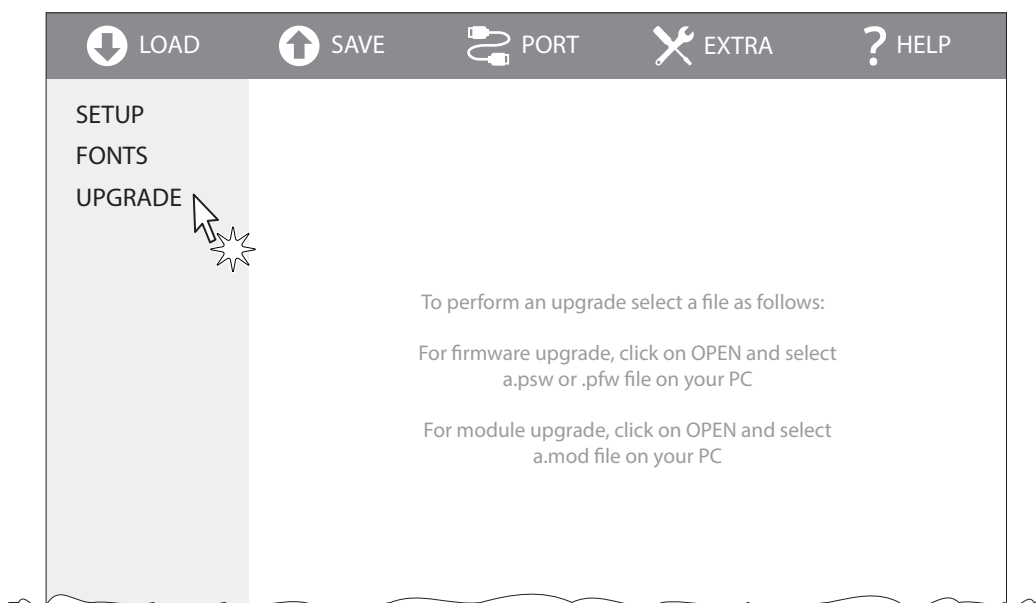 LOAD SAVE PORT EXTRA ? HELP
SETUP
FONTS
UPGRADE
To perform an upgrade select a file as follows:
For firmware upgrade, click on OPEN and select
a.psw or .pfw file on your PC
For module upgrade, click on OPEN and select
a.mod file on your PC